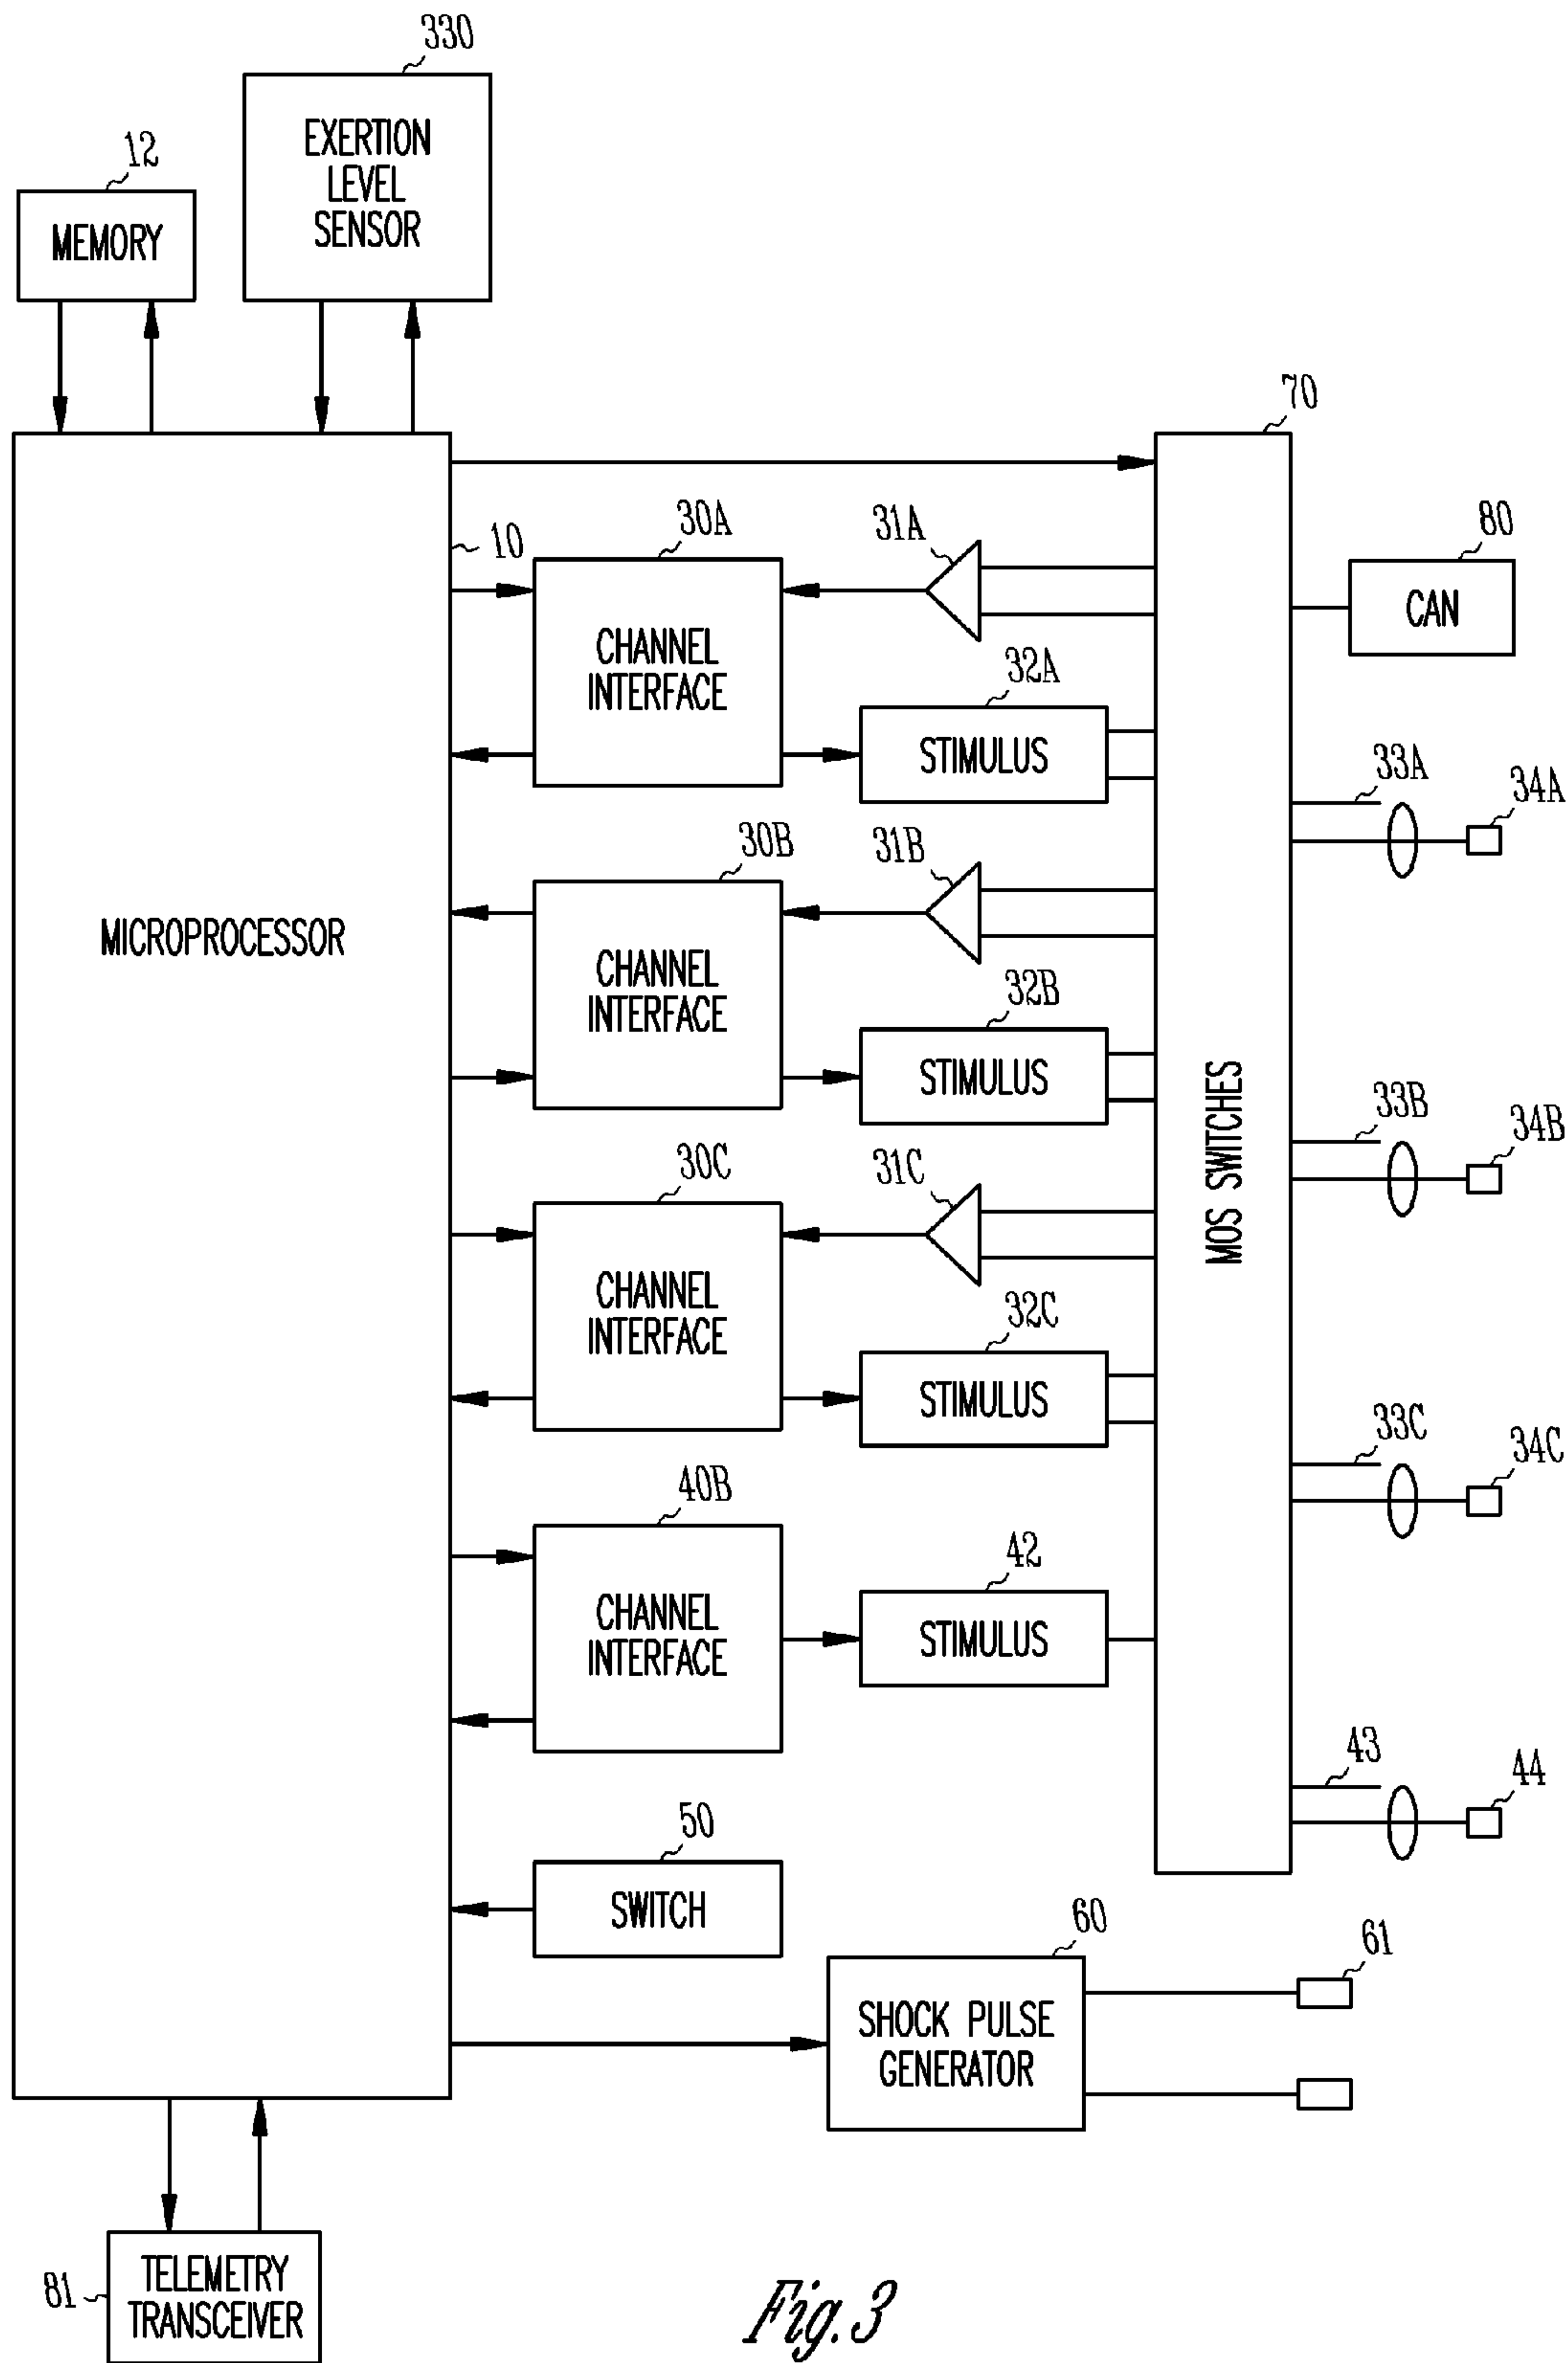 330
EXERTION
LEVEL
SENSOR
12
MEMORY
70
10
30A
31A
80
CHANNEL
INTERFACE
CAN
32A
STIMULUS
33A
34A
30B
31B
MICROPROCESSOR
CHANNEL
INTERFACE
32B
STIMULUS
MOS SWITCHES
33B
34B
30C
31C
CHANNEL
INTERFACE
32C
STIMULUS
33C
34C
40B
42
CHANNEL
INTERFACE
STIMULUS
43
44
50
SWITCH
60
61
SHOCK PULSE
GENERATOR
81
TELEMETRY
TRANSCEIVER
Fig. 3